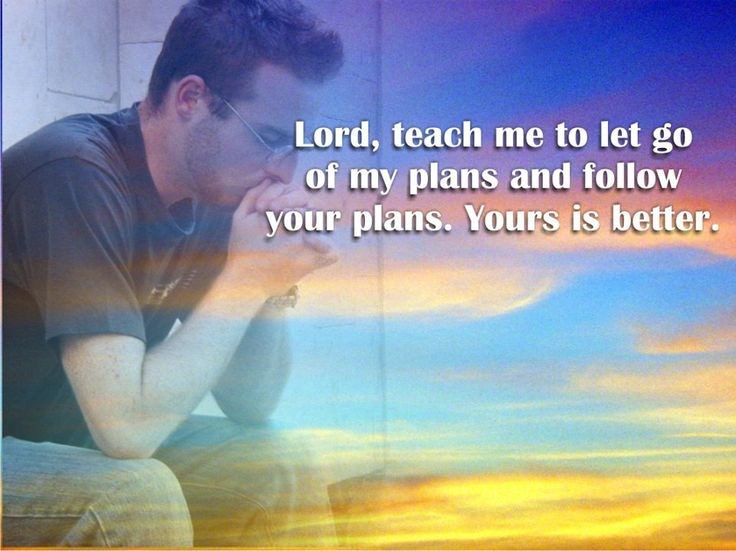 Lord, teach me to let go
of my plans and follow
your plans. Yours is better.